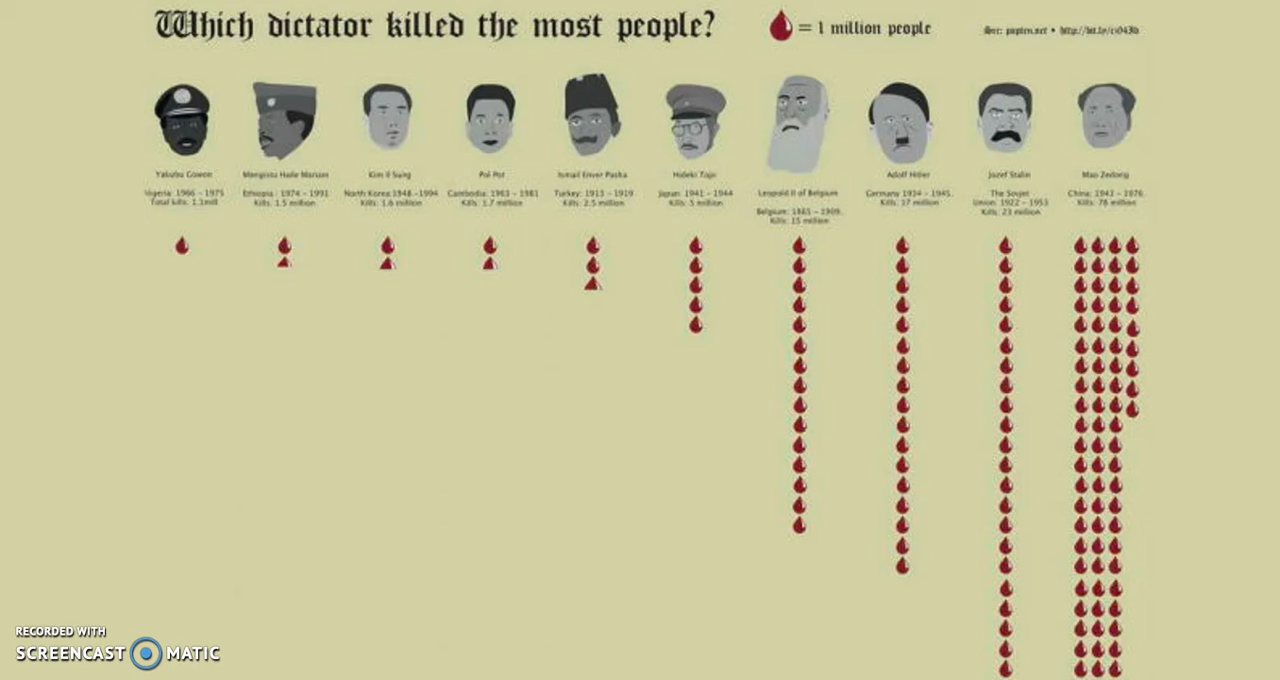 Which dictator killed the most people?
= 1 million people
Yakubu Gowon
Nigeria: 1966 - 1975
Total kills: 1.1mill
Mengistu Haile Mariam
Ethiopia : 1974 - 1991
Kills: 1.5 million
Kim Il Sung
North Korea:1948 -1994
Kills: 1.6 million
Pol Pot
Cambodia: 1963 - 1981
Kills: 1.7 million
Ismail Enver Pasha
Turkey: 1913 - 1919
Kills: 2.5 million
Hideki Tojo
Japan: 1941 - 1944
Kills: 5 million
Leopold II of Belgium
Belgium: 1865 - 1909.
Kills: 15 million
Adolf Hitler
Germany 1934 - 1945.
Kills: 17 million
Jozef Stalin
The Sovjet
Union: 1922 - 1953
Kills: 23 million
Mao Zedong
China: 1943 - 1976.
Kills: 78 million
RECORDED WITH
SCREENCAST MATIC